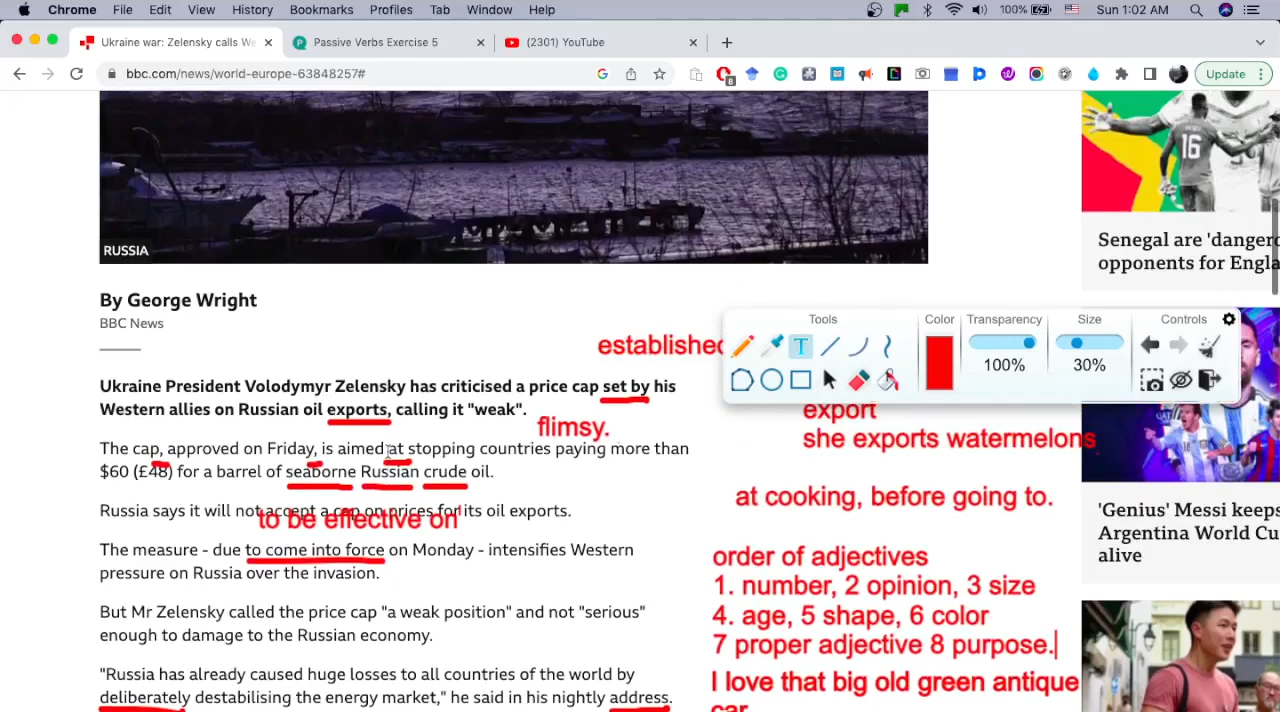 Chrome File Edit View History Bookmarks Profiles Tab Window Help 100% Sun 1:02 AM
Ukraine war: Zelensky calls We Passive Verbs Exercise 5 (2301) YouTube
bbc.com/news/world-europe-63848257# 8 Update
RUSSIA
16
Senegal are 'dangero
opponents for Engla
By George Wright
BBC News
established
Tools Color Transparency Size Controls
100% 30%
Ukraine President Volodymyr Zelensky has criticised a price cap set by his
Western allies on Russian oil exports, calling it "weak".
export
flimsy.
she exports watermelons
The cap, approved on Friday, is aimed at stopping countries paying more than
$60 (£48) for a barrel of seaborne Russian crude oil.
at cooking, before going to.
Russia says it will not accept a cap on prices for its oil exports.
to be effective on'
'Genius' Messi keeps
Argentina World Cu
alive
The measure - due to come into force on Monday - intensifies Western
pressure on Russia over the invasion.
order of adjectives
1. number, 2 opinion, 3 size
4. age, 5 shape, 6 color
7 proper adjective 8 purpose.
But Mr Zelensky called the price cap "a weak position" and not "serious"
enough to damage to the Russian economy.
I love that big old green antique
car
"Russia has already caused huge losses to all countries of the world by
deliberately destabilising the energy market," he said in his nightly address.